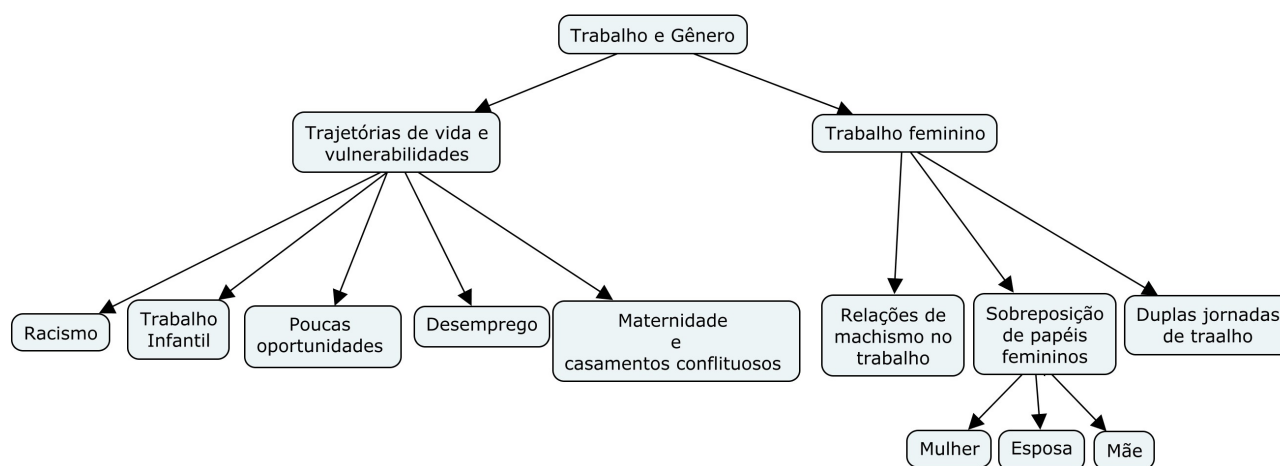 Trabalho e Gênero
Trajetórias de vida e
vulnerabilidades
Trabalho feminino
Racismo
Trabalho
Infantil
Poucas
oportunidades
Desemprego
Maternidade
e
casamentos conflituosos
Relações de
machismo no
trabalho
Sobreposição
de papéis
femininos
Duplas jornadas
de traalho
Mulher
Esposa
Mãe